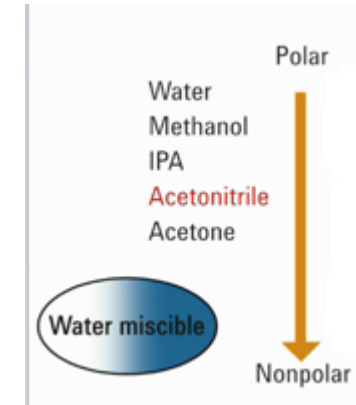 Polar
Water
Methanol
IPA
Acetonitrile
Acetone
Water miscible
Nonpolar